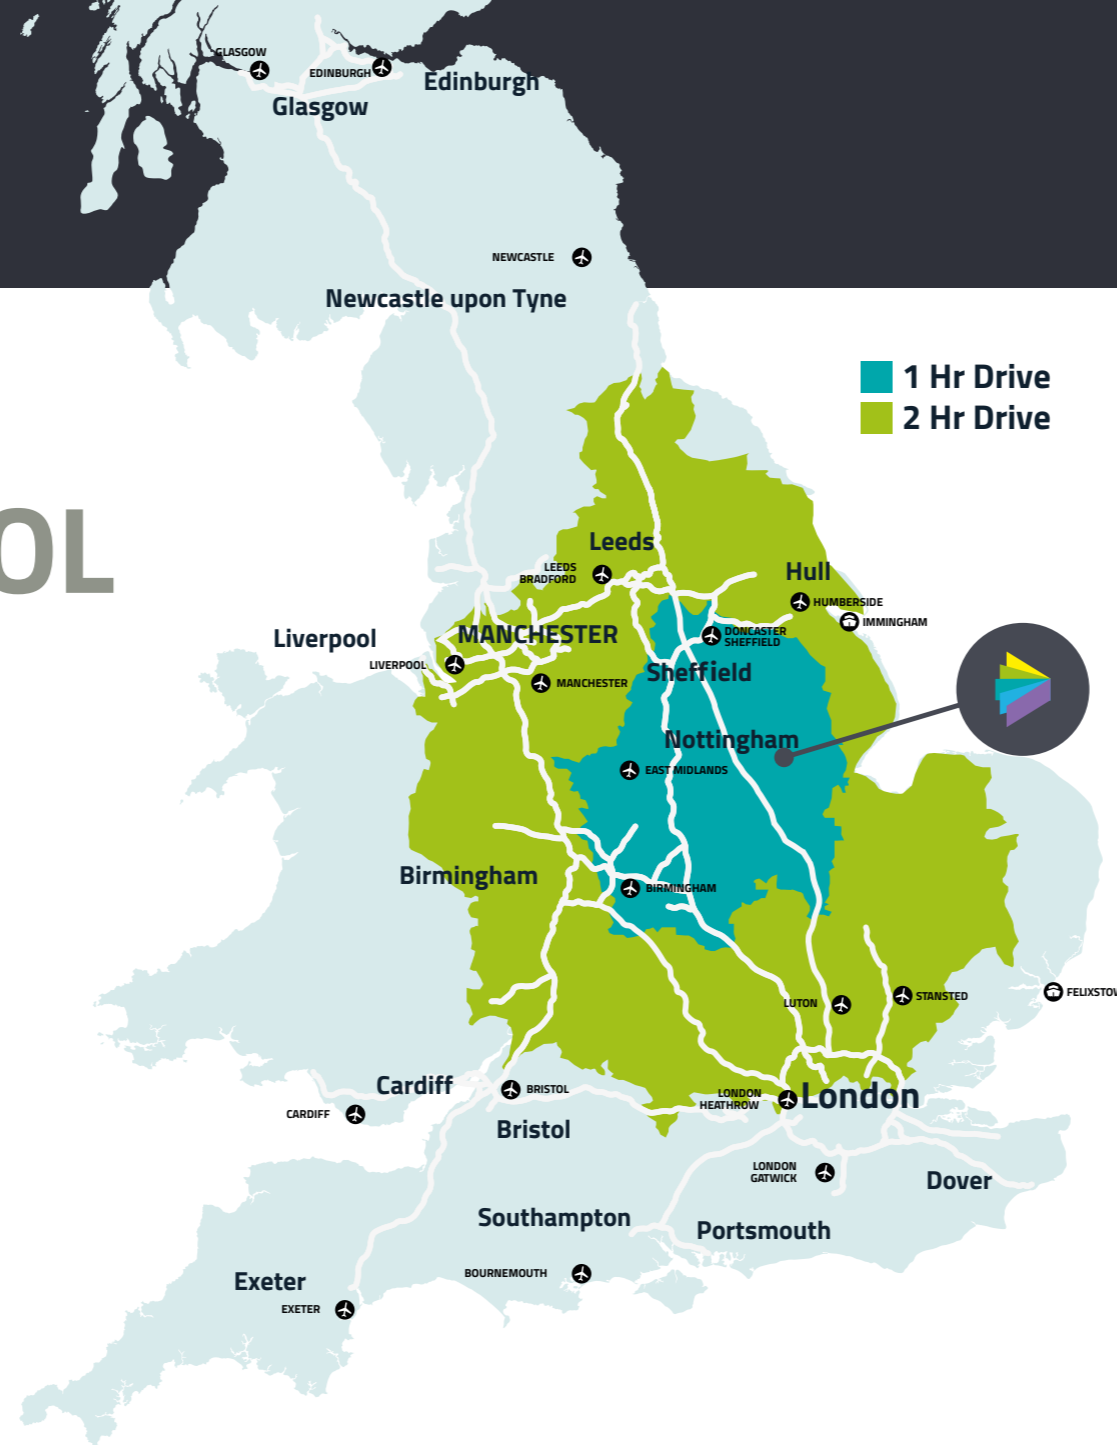 GLASGOW
EDINBURGH
Edinburgh
Glasgow
NEWCASTLE
Newcastle upon Tyne
1 Hr Drive
2 Hr Drive
OL
Leeds
LEEDS
BRADFORD
Hull
HUMBERSIDE
IMMINGHAM
Liverpool
MANCHESTER
DONCASTER
SHEFFIELD
LIVERPOOL
Sheffield
MANCHESTER
Nottingham
EAST MIDLANDS
Birmingham
BIRMINGHAM
LUTON
STANSTED
FELIXSTOW
Cardiff
BRISTOL
LONDON
HEATHROW
London
CARDIFF
Bristol
LONDON
GATWICK
Dover
Southampton
Portsmouth
BOURNEMOUTH
Exeter
EXETER